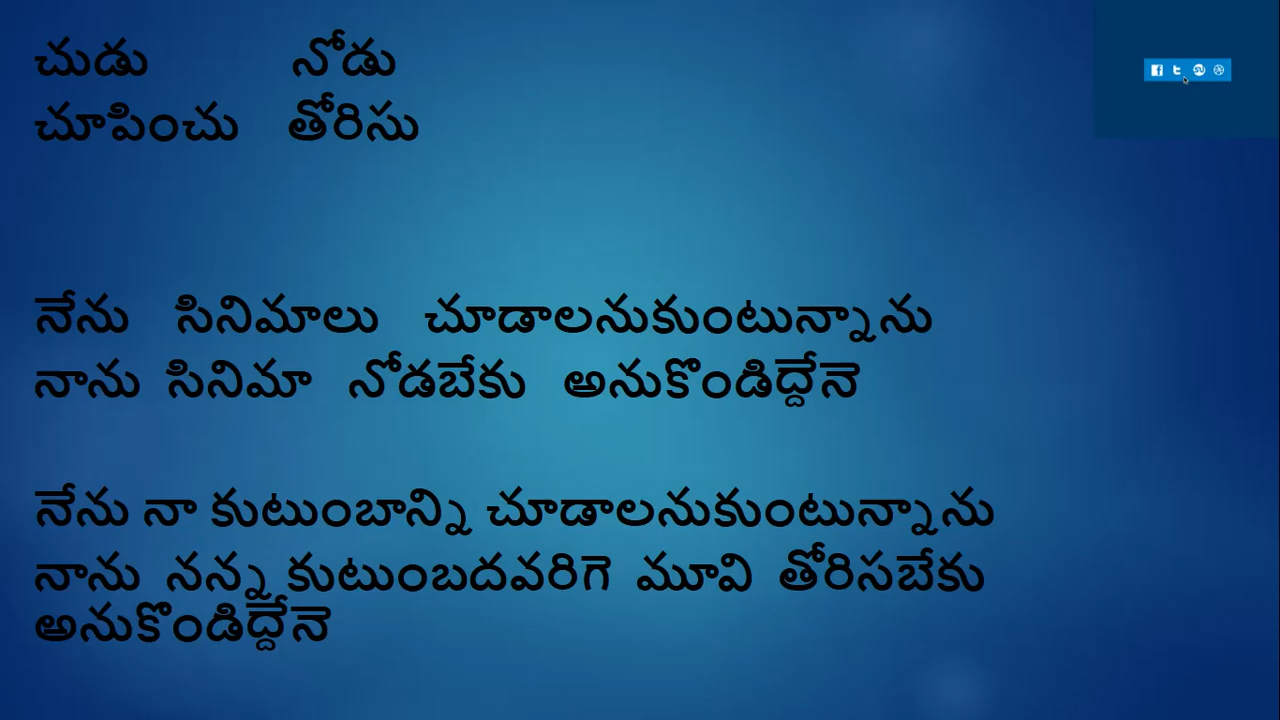 చుడు నోడు
చూపించు తోరిసు
నేను సినిమాలు చూడాలనుకుంటున్నాను
నాను సినిమా నోడబేకు అనుకొండిద్దేనె
నేను నా కుటుంబాన్ని చూడాలనుకుంటున్నాను
నాను నన్న కుటుంబదవరిగె మూవి తోరిసబేకు
అనుకొండిద్దేనె